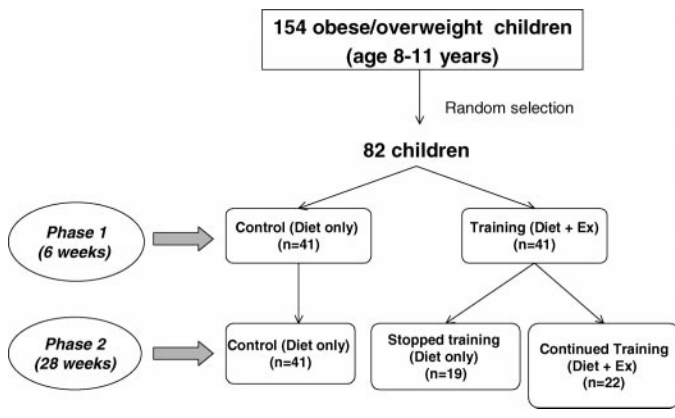 154 obese/overweight children
(age 8-11 years)
Random selection
82 children
Phase 1
(6 weeks)
Control (Diet only)
(n=41)
Training (Diet + Ex)
(n=41)
Phase 2
(28 weeks)
Control (Diet only)
(n=41)
Stopped training
(Diet only)
(n=19)
Continued Training
(Diet + Ex)
(n=22)